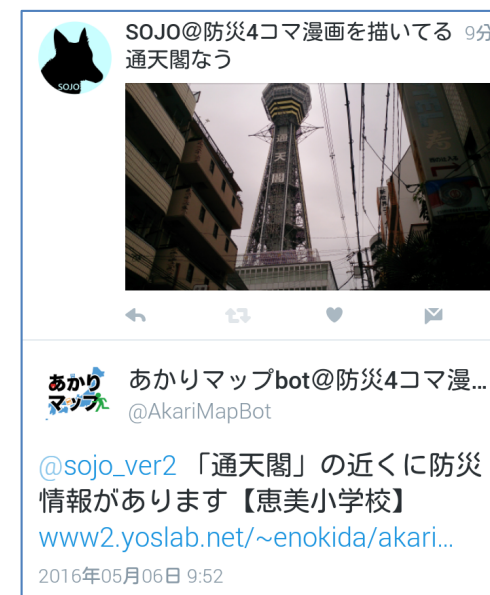 SOJO@防災4コマ漫画を描いてる 9分
通天閣なう
SOJO
通天閣
あかりマップbot@防災4コマ漫...
あかり
マップ
@AkariMapBot
@sojo_ver2 「通天閣」の近くに防災
情報があります【恵美小学校】
www2.yoslab.net/~enokida/akari...
2016年05月06日 9:52